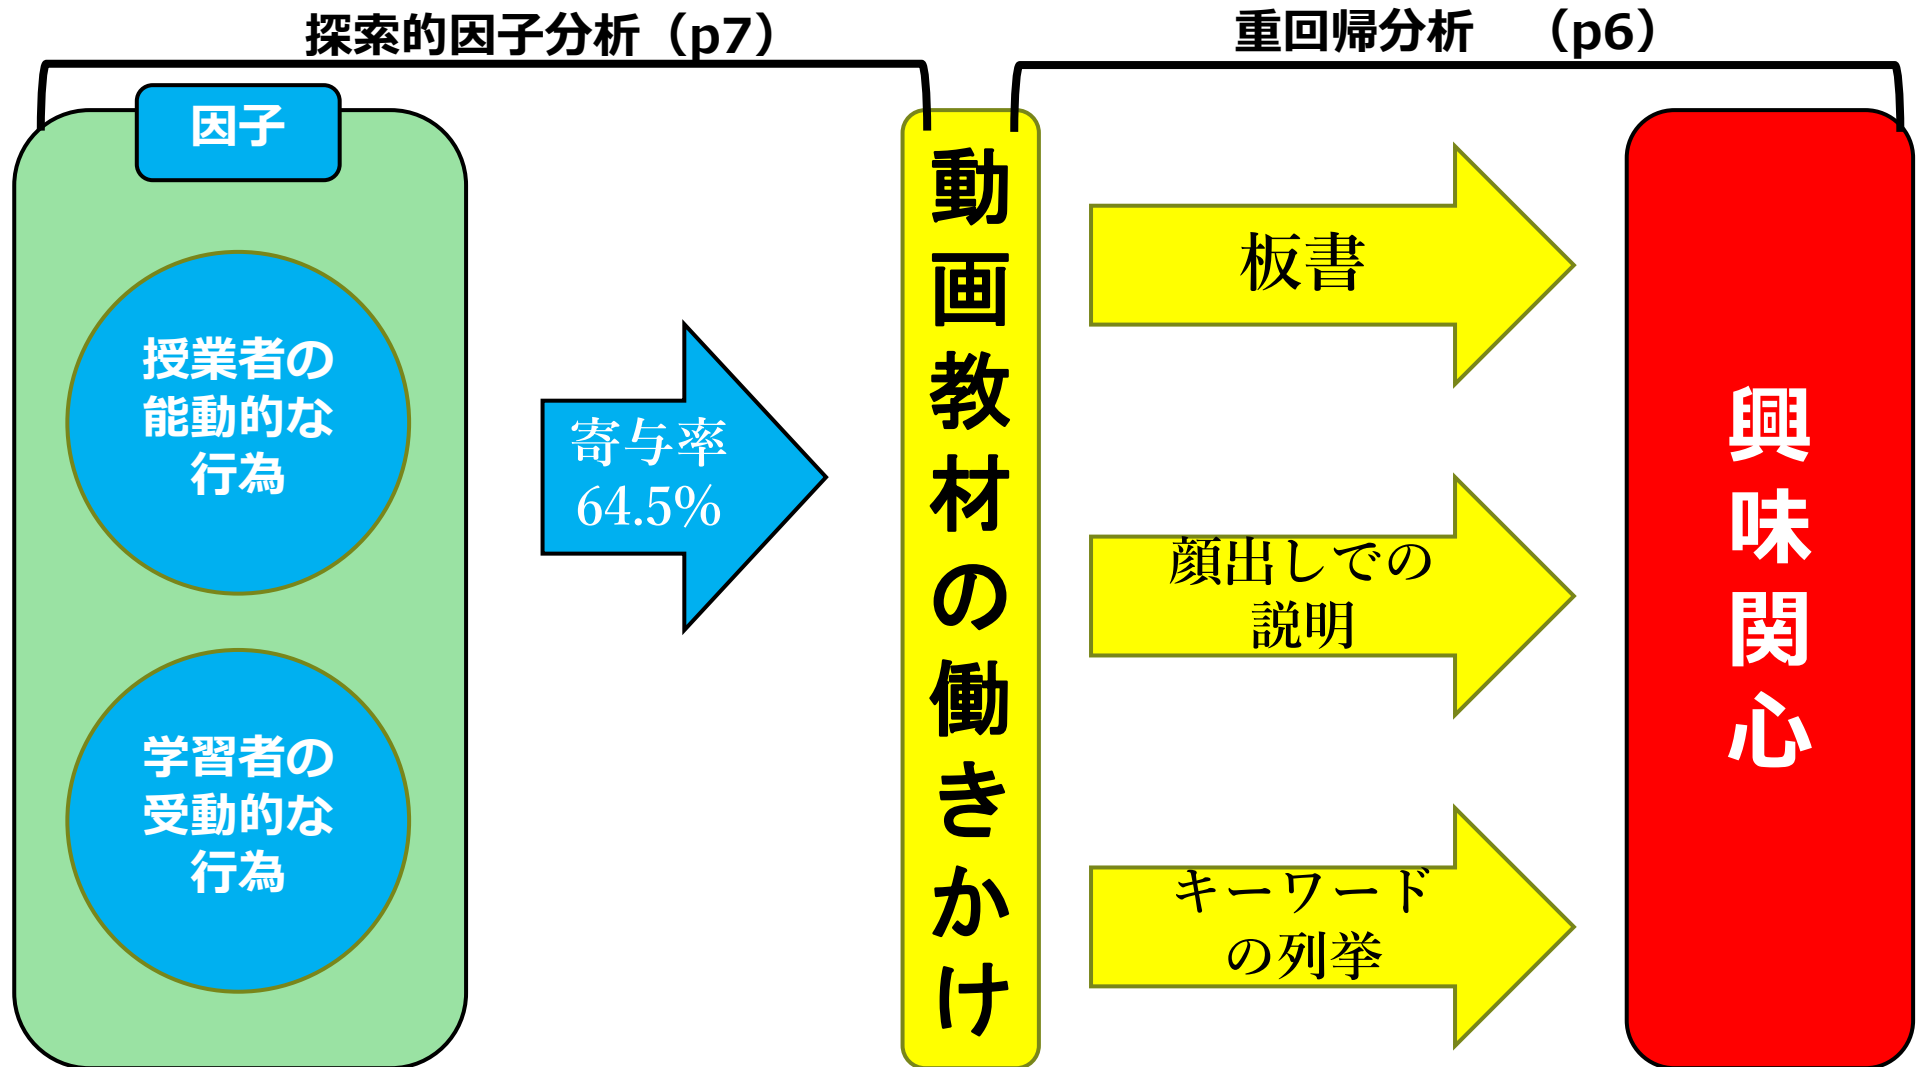 探索的因子分析（p7）
重回帰分析　（p6）
因子
授業者の
能動的な
行為
学習者の
受動的な
行為
寄与率
64.5%
動画教材の働きかけ
板書
顔出しでの
説明
キーワード
の列挙
興味関心